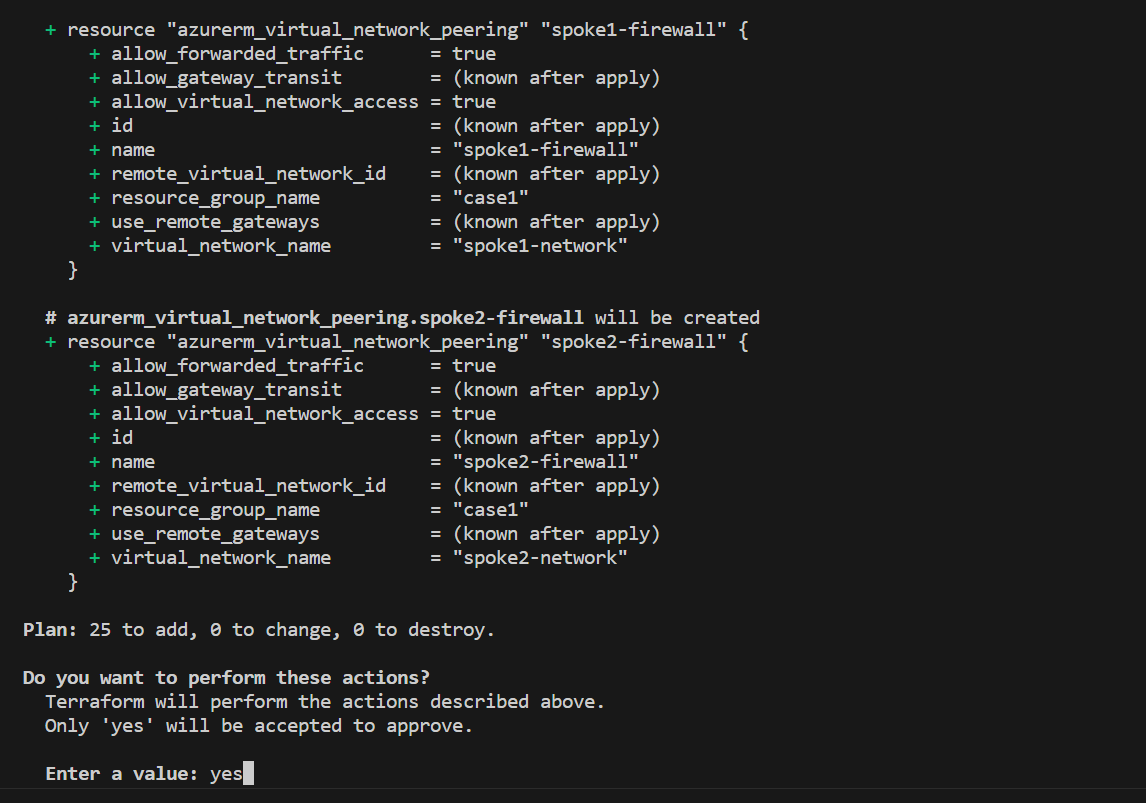 + resource "azurerm_virtual_network_peering" "spoke1-firewall" {
+ allow_forwarded_traffic = true
+ allow_gateway_transit = (known after apply)
+ allow_virtual_network_access = true
+ id = (known after apply)
+ name = "spoke1-firewall"
+ remote_virtual_network_id = (known after apply)
+ resource_group_name = "case1"
+ use_remote_gateways = (known after apply)
+ virtual_network_name = "spoke1-network"
}
# azurerm_virtual_network_peering.spoke2-firewall will be created
+ resource "azurerm_virtual_network_peering" "spoke2-firewall" {
+ allow_forwarded_traffic = true
+ allow_gateway_transit = (known after apply)
+ allow_virtual_network_access = true
+ id = (known after apply)
+ name = "spoke2-firewall"
+ remote_virtual_network_id = (known after apply)
+ resource_group_name = "case1"
+ use_remote_gateways = (known after apply)
+ virtual_network_name = "spoke2-network"
}
Plan: 25 to add, 0 to change, 0 to destroy.
Do you want to perform these actions?
Terraform will perform the actions described above.
Only 'yes' will be accepted to approve.
Enter a value: yes